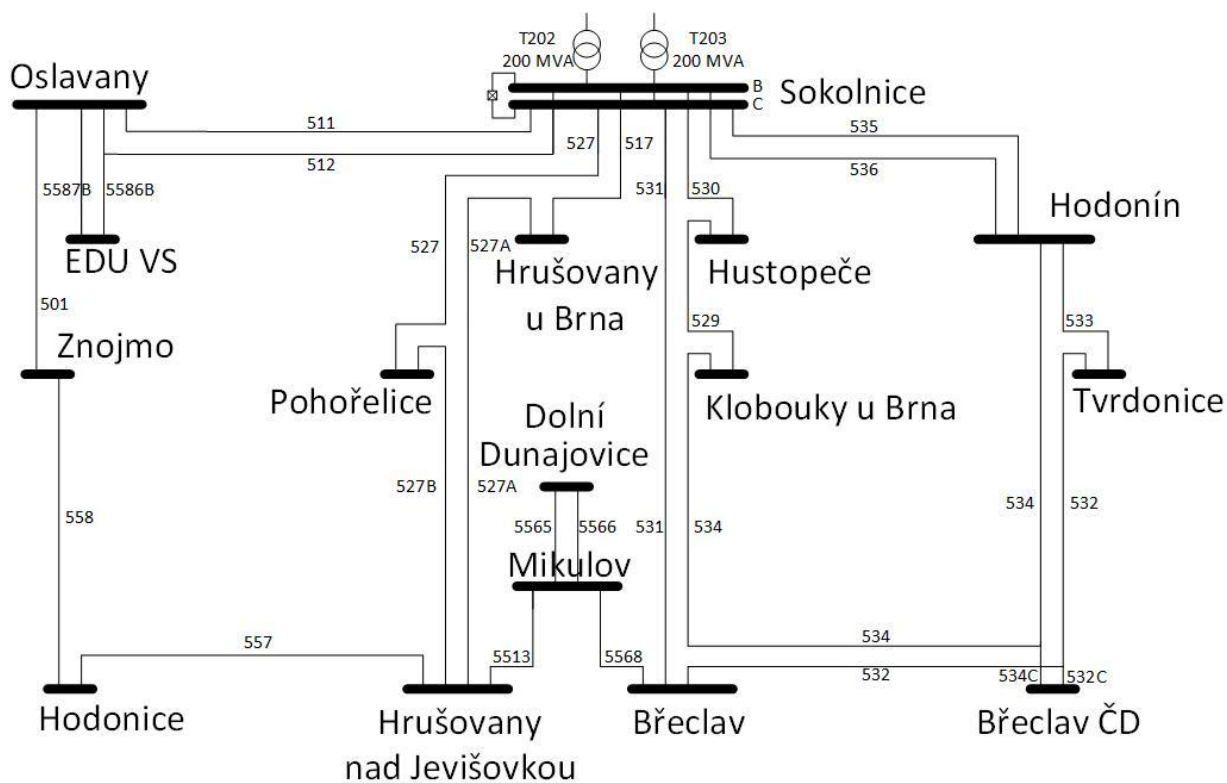 T202
200 MVA
T203
200 MVA
Oslavany
B
C
Sokolnice
511
527
517
535
512
536
5587B
5586B
531
530
Hodonín
EDU VS
527
527A
Hrušovany
u Brna
Hustopeče
501
529
533
Znojmo
Pohořelice
Klobouky u Brna
Tvrdonice
Dolní
Dunajovice
527B
527A
558
5565
5566
531
534
534
532
Mikulov
557
5513
5568
534
532
534C
532C
Hodonice
Hrušovany
nad Jevišovkou
Břeclav
Břeclav ČD